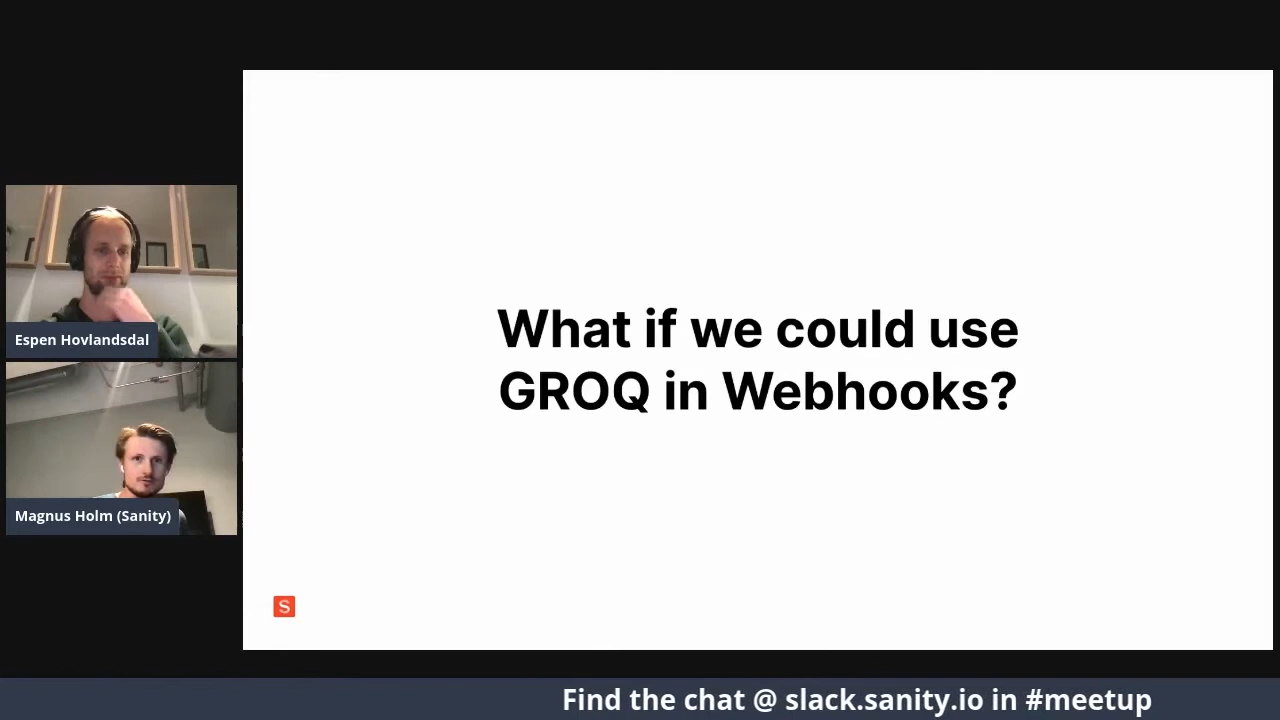 Espen Hovlandsdal
Magnus Holm (Sanity)
What if we could use
GROQ in Webhooks?
S
Find the chat @ slack.sanity.io in #meetup